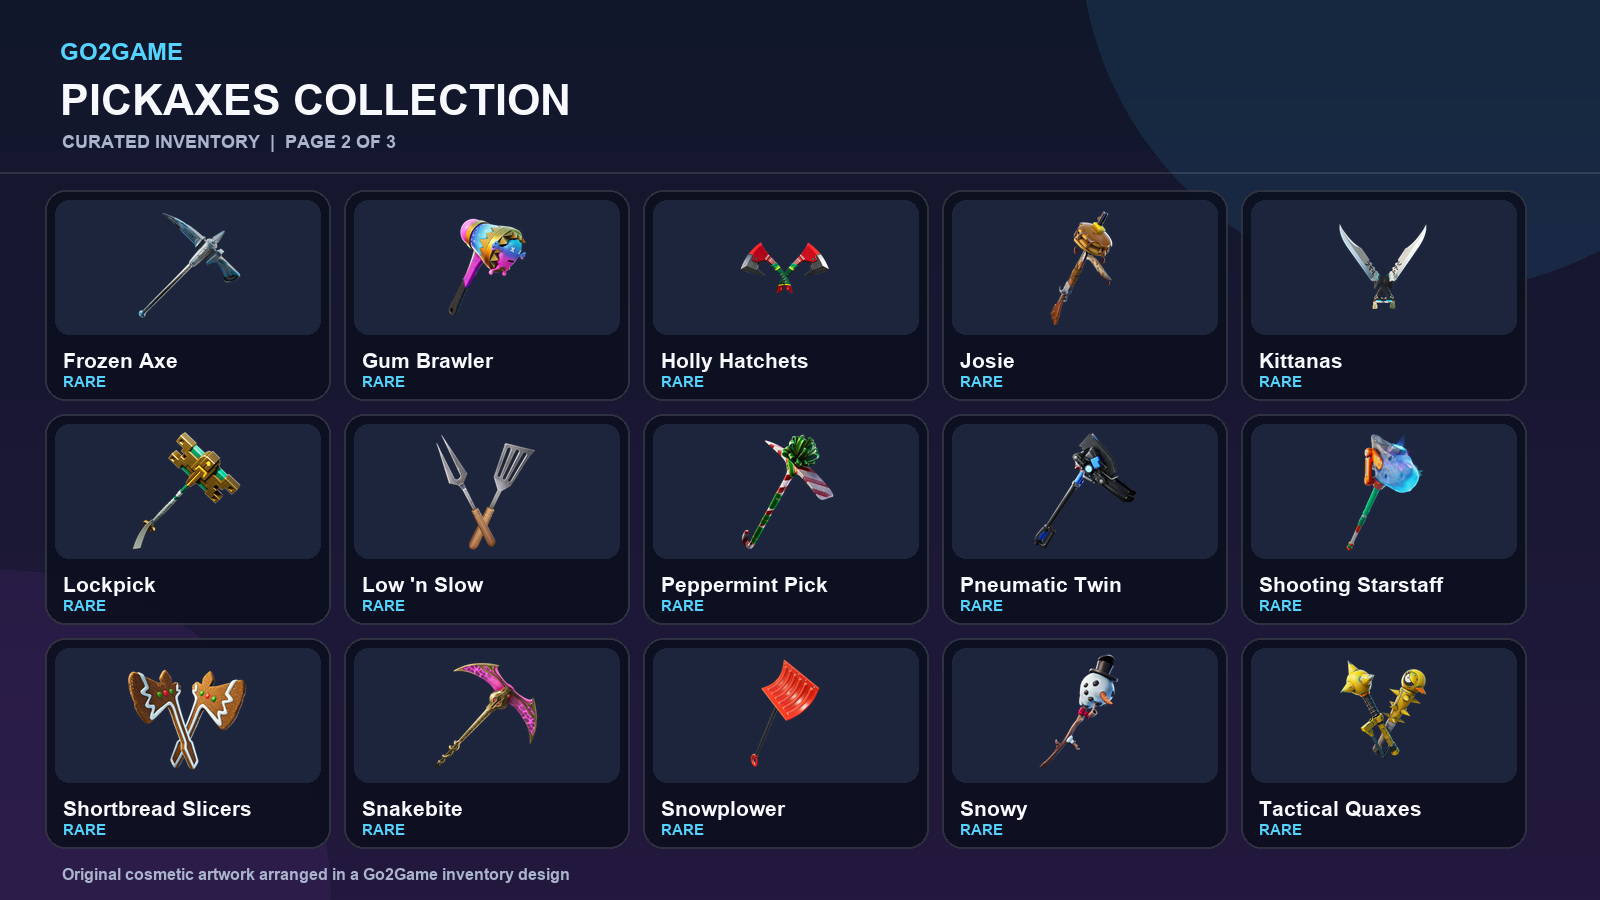 GO2GAME
PICKAXES COLLECTION
CURATED INVENTORY | PAGE 2 OF 3
Frozen Axe
RARE
Gum Brawler
RARE
Holly Hatchets
RARE
Josie
RARE
Kittanas
RARE
Lockpick
RARE
Low 'n Slow
RARE
Peppermint Pick
RARE
Pneumatic Twin
RARE
Shooting Starstaff
RARE
Shortbread Slicers
RARE
Snakebite
RARE
Snowplower
RARE
Snowy
RARE
Tactical Quaxes
RARE
Original cosmetic artwork arranged in a Go2Game inventory design